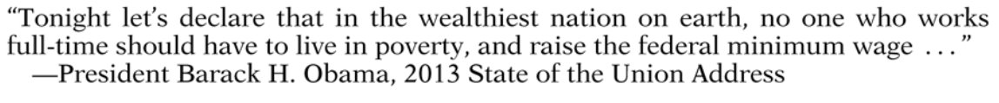 “Tonight let’s declare that in the wealthiest nation on earth, no one who works
full-time should have to live in poverty, and raise the federal minimum wage . . .”
—President Barack H. Obama, 2013 State of the Union Address